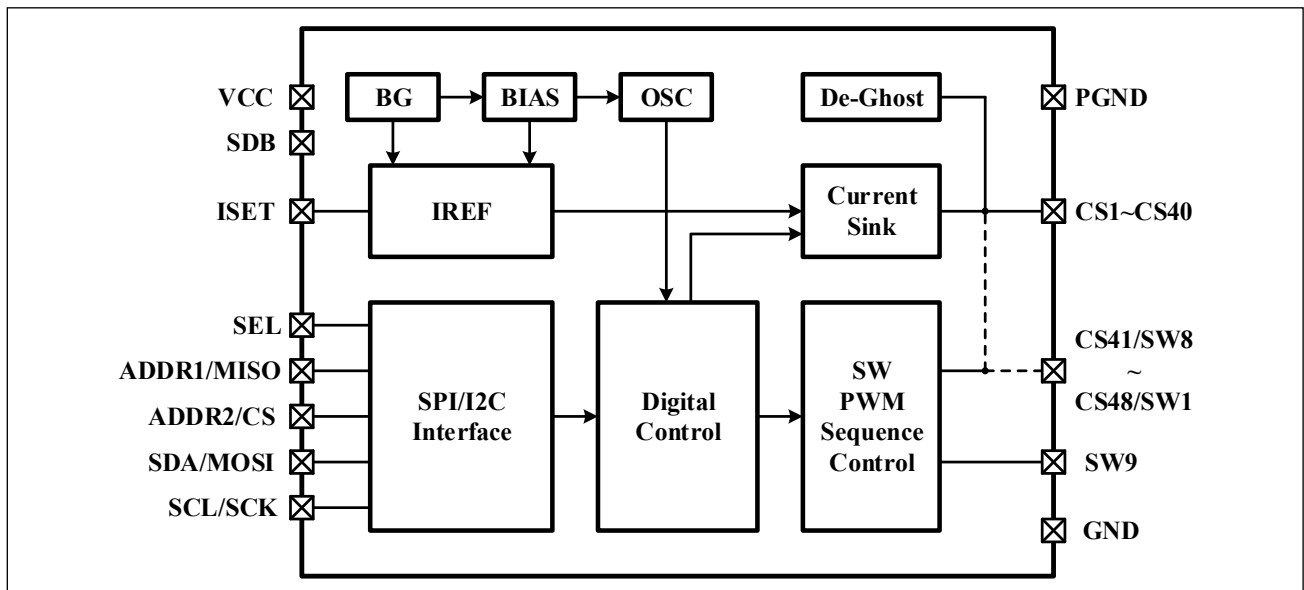 VCC
BG
BIAS
OSC
De-Ghost
PGND
SDB
ISET
IREF
Current
Sink
CS1~CS40
SEL
ADDR1/MISO
ADDR2/CS
SDA/MOSI
SCL/SCK
SPI/I2C
Interface
Digital
Control
SW
PWM
Sequence
Control
CS41/SW8
~
CS48/SW1
SW9
GND